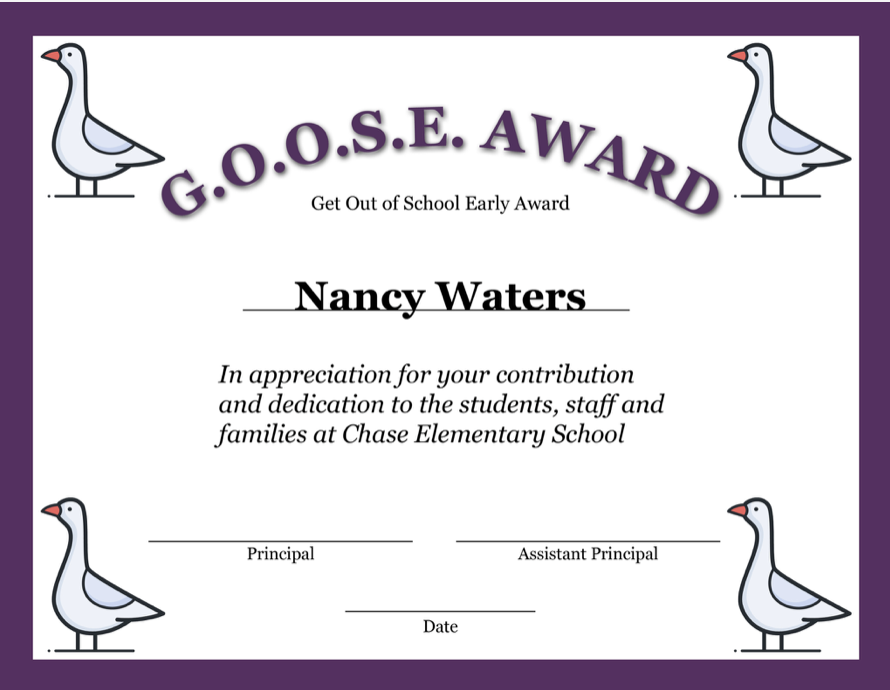 G.O.O.S.E. AWARD
Get Out of School Early Award
Nancy Waters
In appreciation for your contribution
and dedication to the students, staff and
families at Chase Elementary School
Principal
Assistant Principal
Date